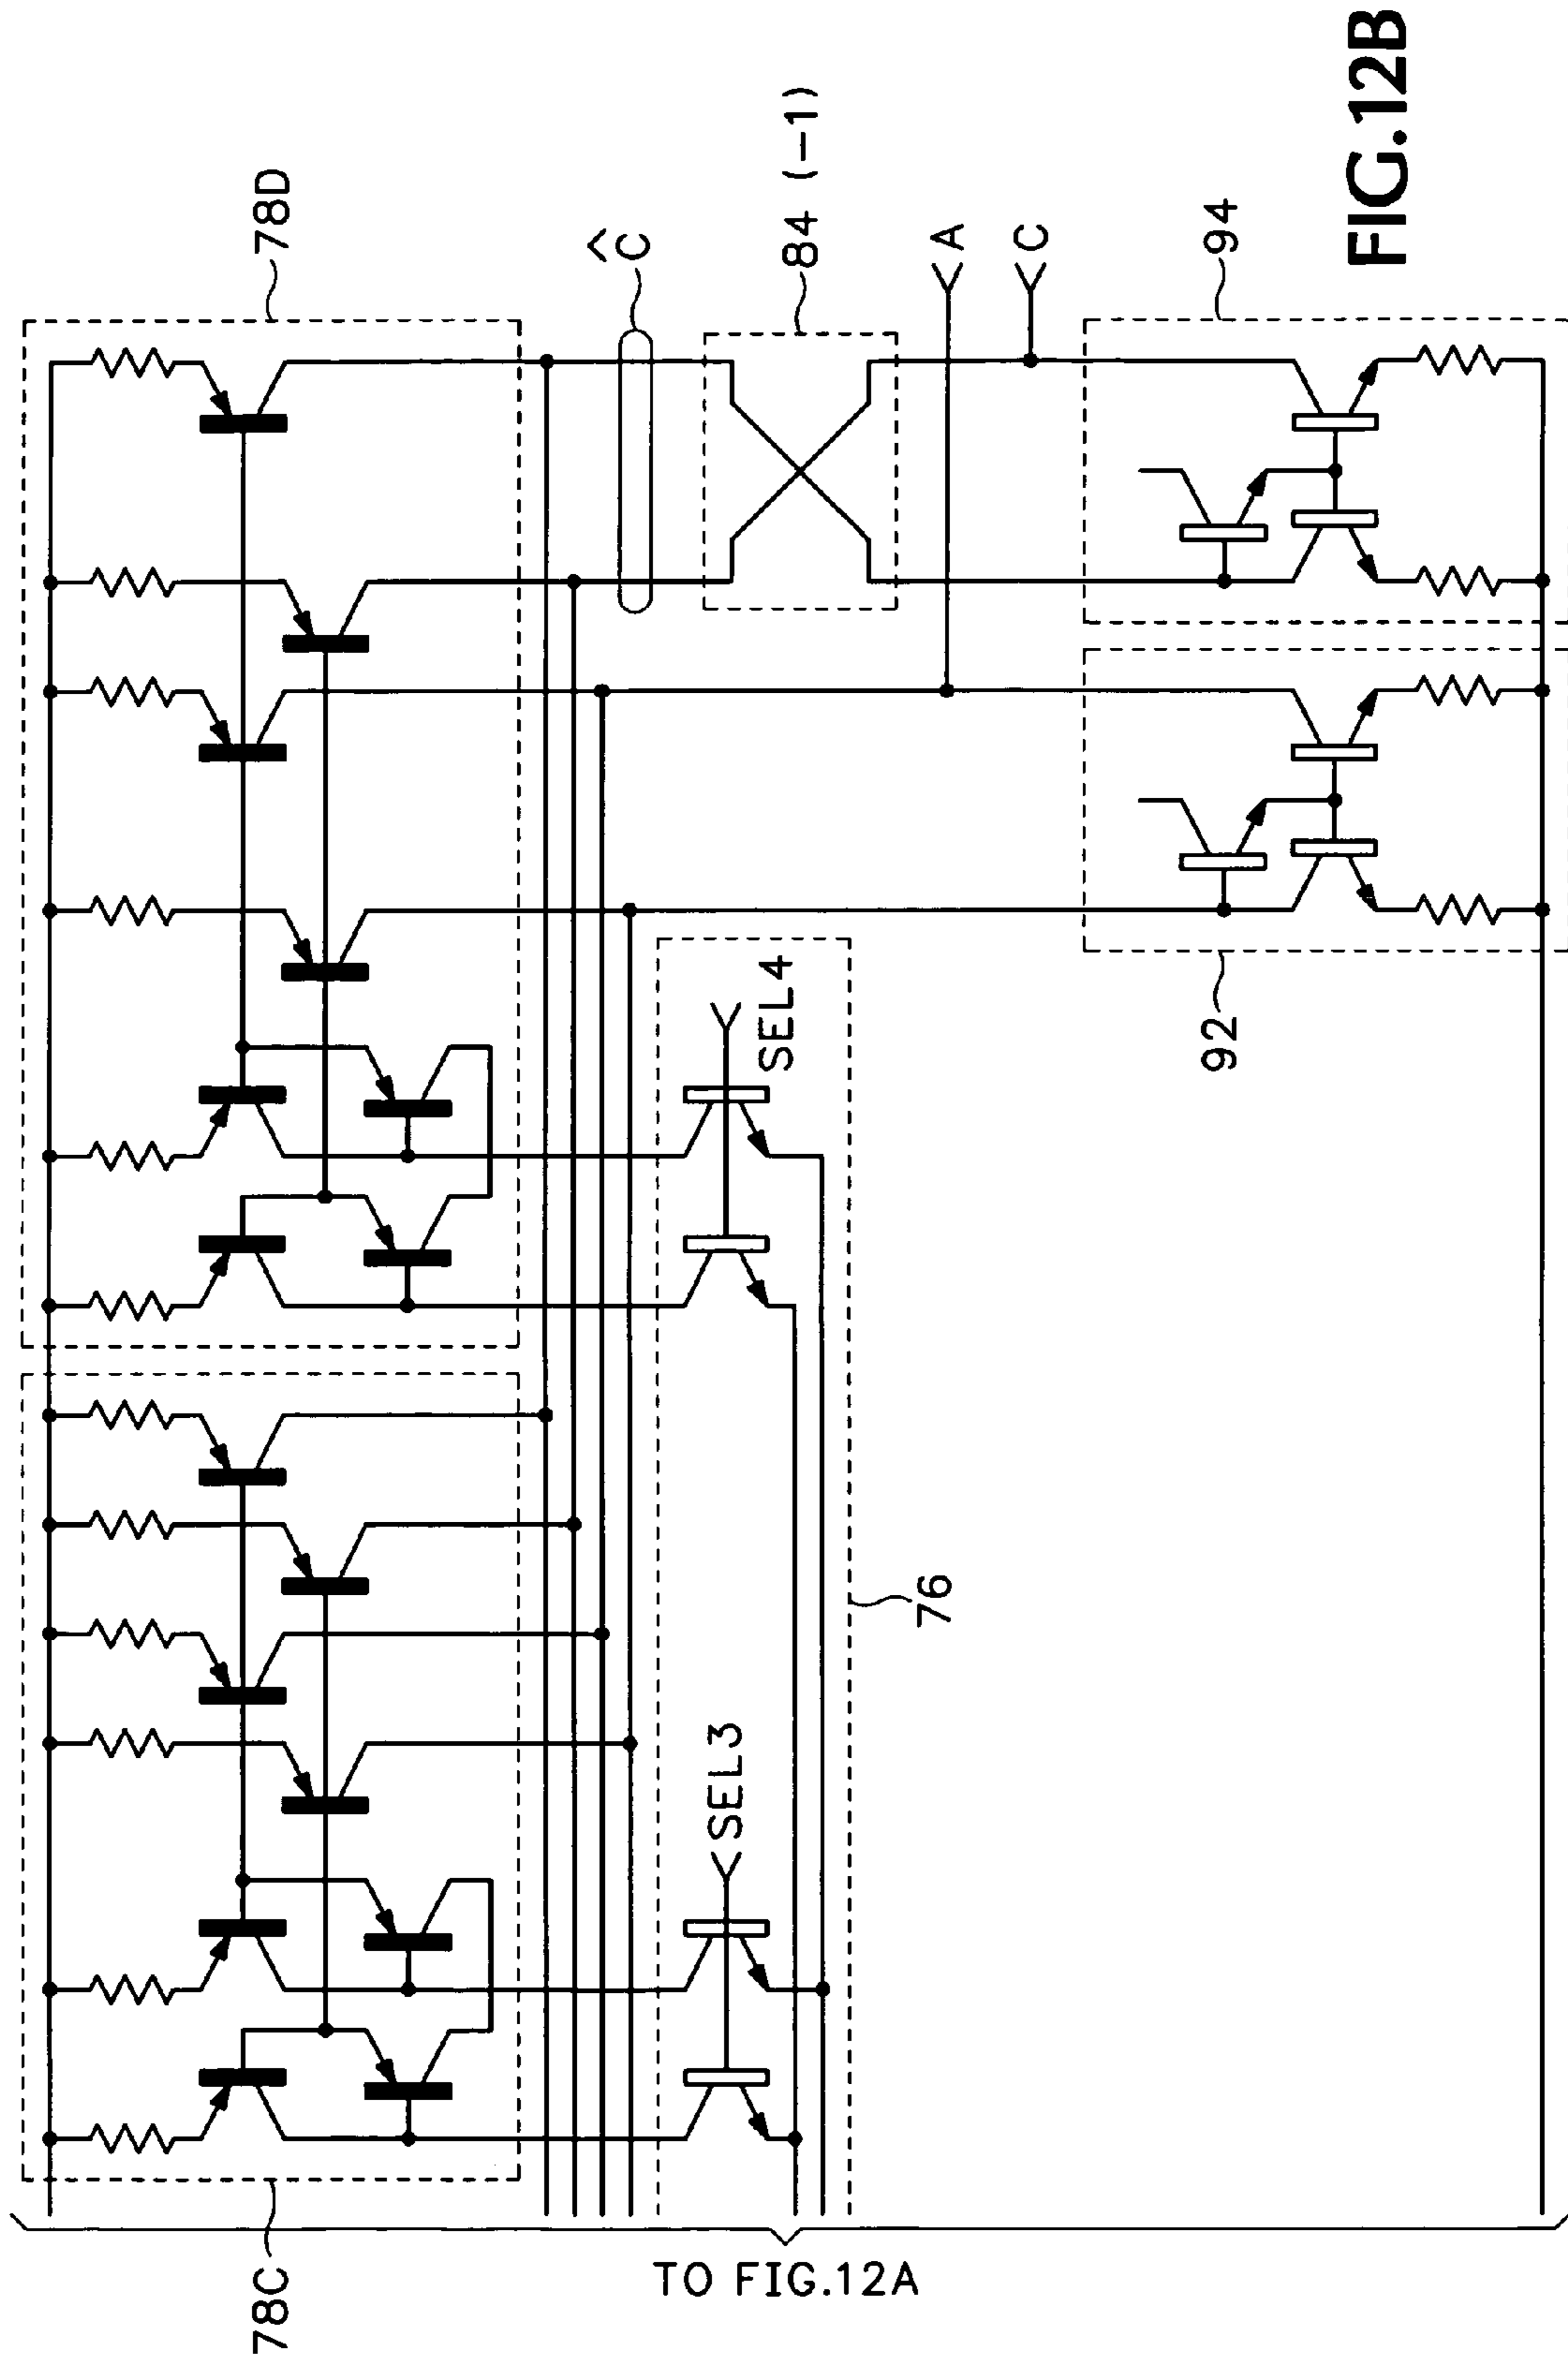 78C
78D
Ĉ
84 (−1)
A
C
SEL3
SEL4
76
92
94
TO FIG.12A
FIG.12B